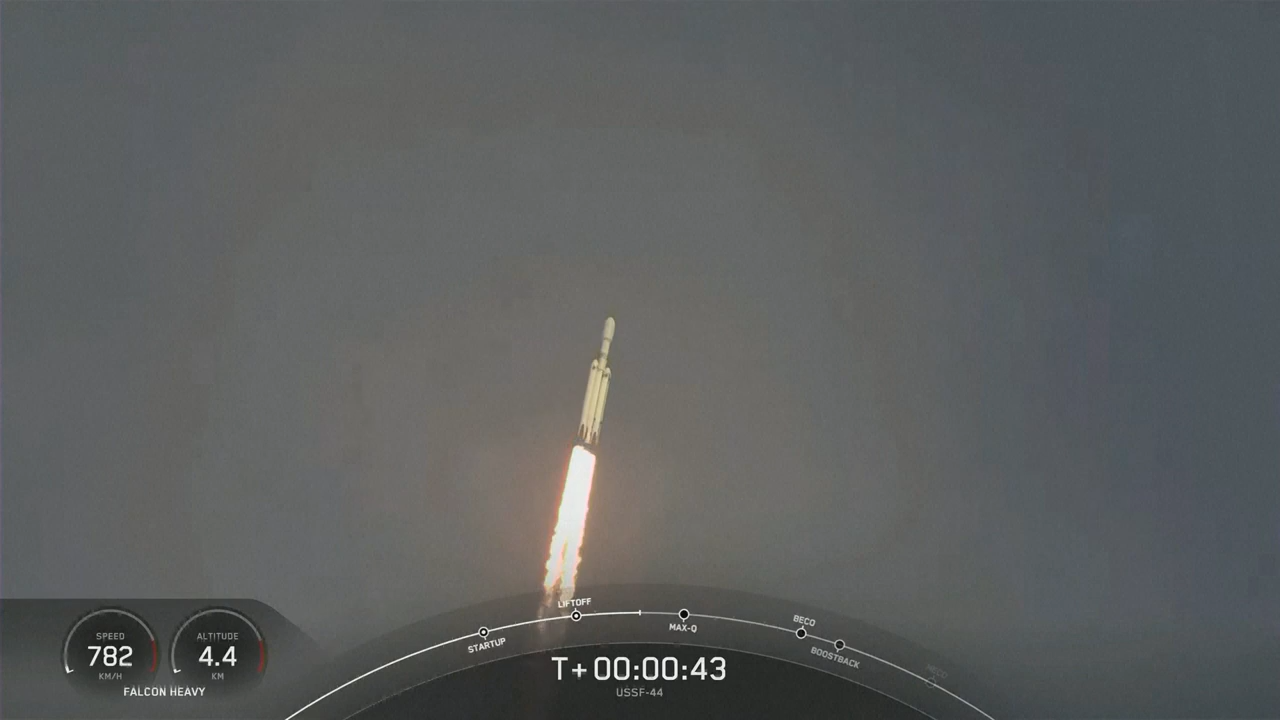 SPEED
782
KM/H
ALTITUDE
4.4
KM
FALCON HEAVY
STARTUP
LIFTOFF
MAX-Q
BECO
BOOSTBACK
T+00:00:43
USSF-44